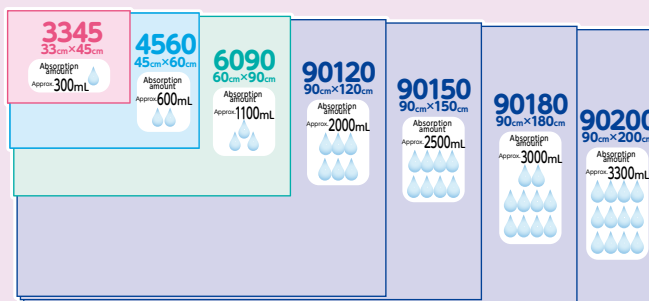 3345
33cm×45cm
Absorption
amount
Approx.300mL
4560
45cm×60cm
Absorption
amount
Approx.600mL
6090
60cm×90cm
Absorption
amount
Approx.1100mL
90120
90cm×120cm
Absorption
amount
Approx.2000mL
90150
90cm×150cm
Absorption
amount
Approx.2500mL
90180
90cm×180cm
Absorption
amount
Approx.3000mL
90200
90cm×200cm
Absorption
amount
Approx.3300mL